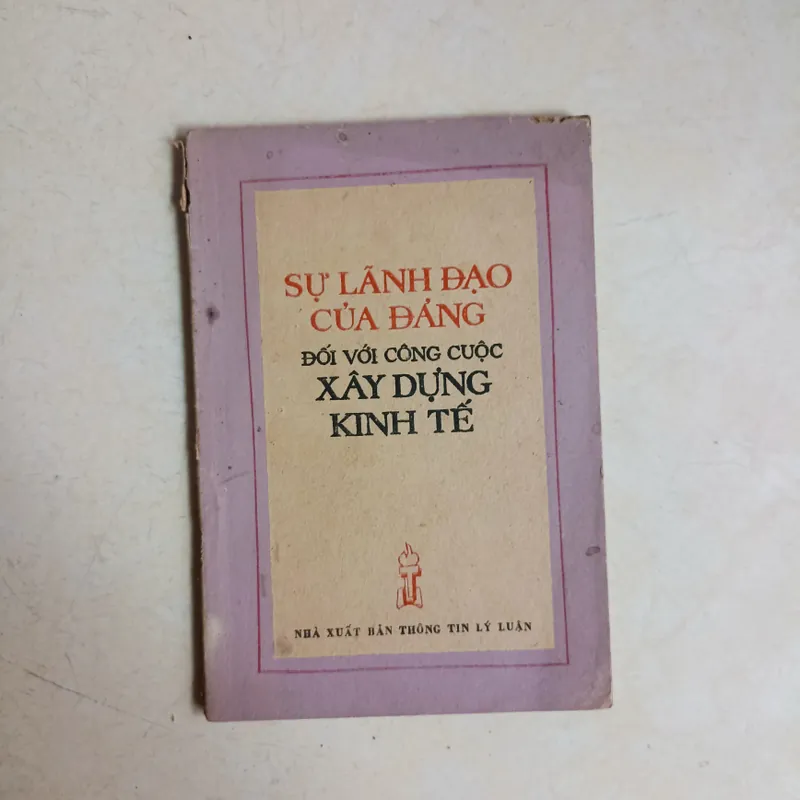 SỰ LÃNH ĐẠO
CỦA ĐẢNG
ĐỐI VỚI CÔNG CUỘC
XÂY DỰNG
KINH TẾ
NHÀ XUẤT BẢN THÔNG TIN LÝ LUẬN